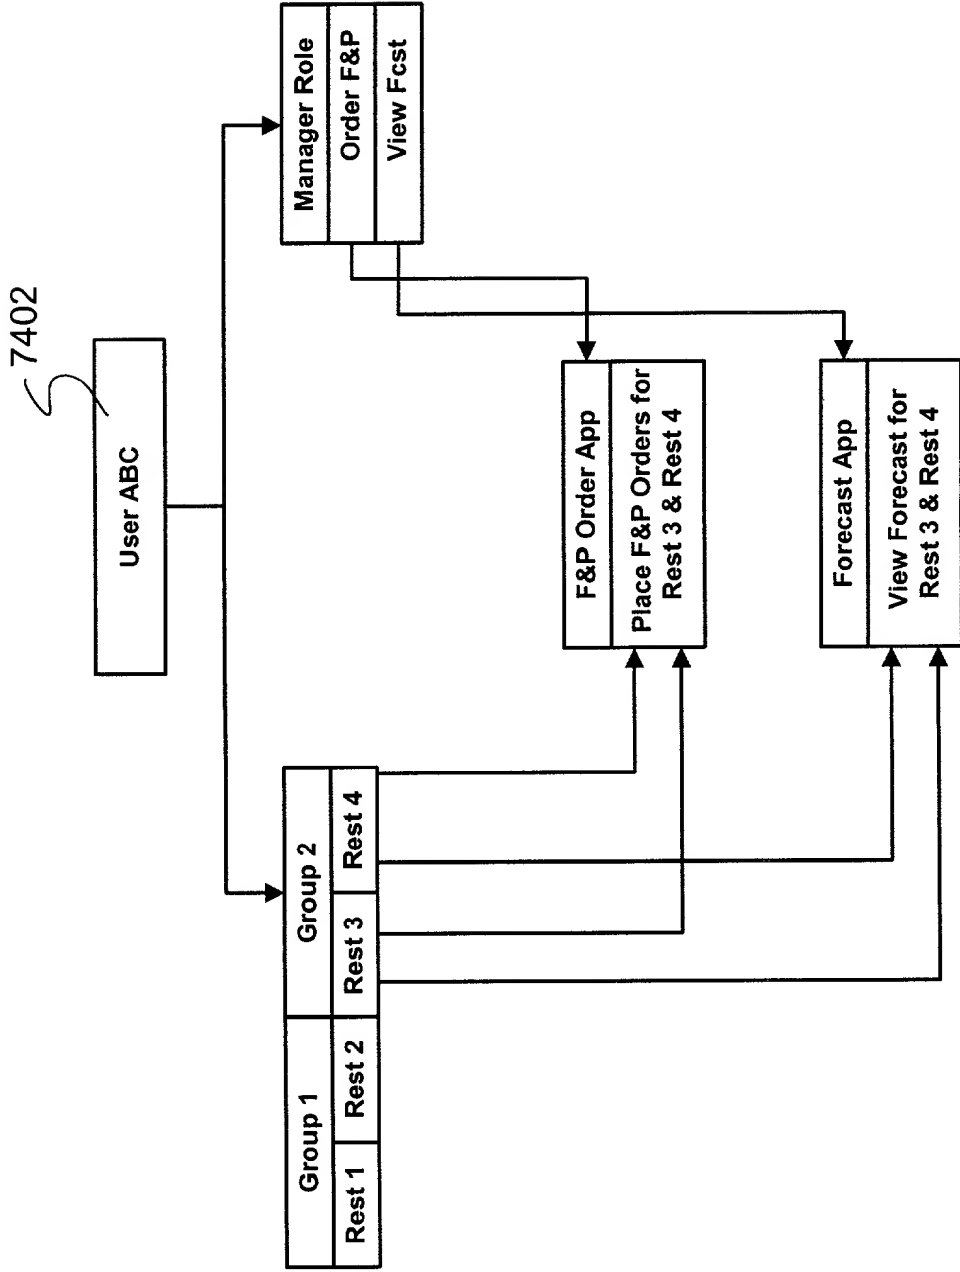 7402
User ABC
Group 1
Group 2
Rest 1
Rest 2
Rest 3
Rest 4
Manager Role
Order F&P
View Fcst
F&P Order App
Place F&P Orders for
Rest 3 & Rest 4
Forecast App
View Forecast for
Rest 3 & Rest 4